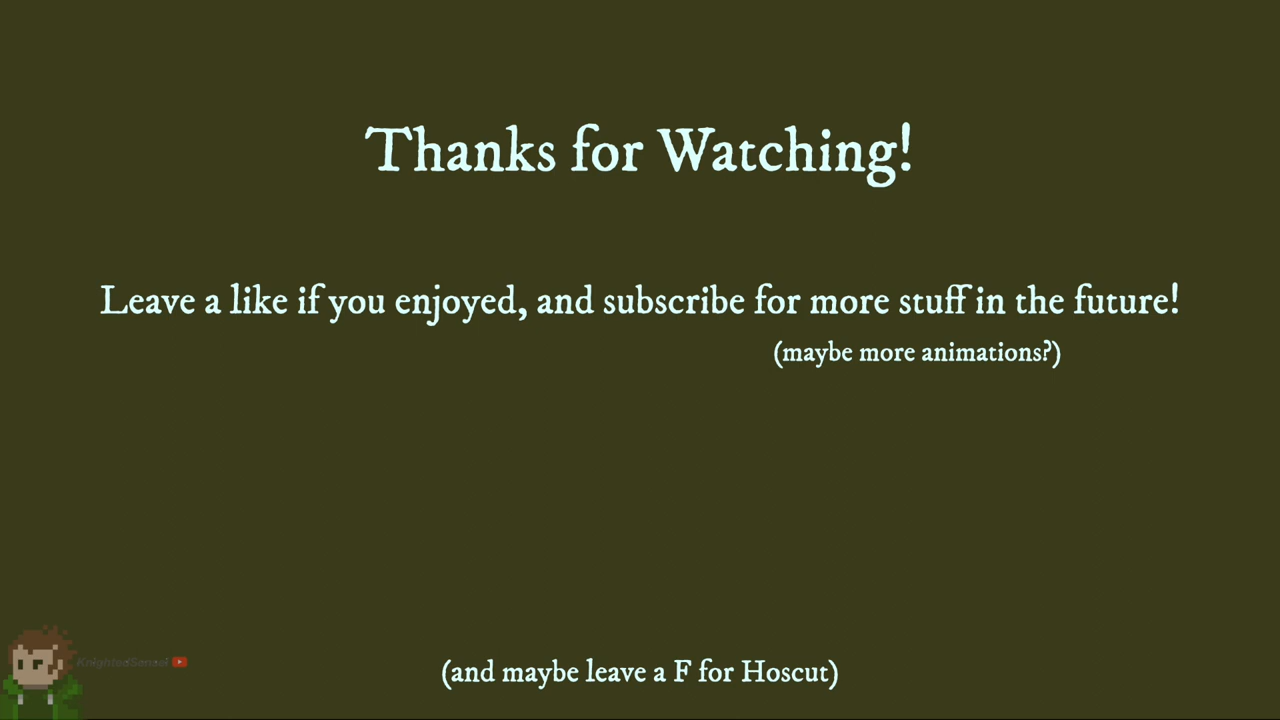 Thanks for Watching!
Leave a like if you enjoyed, and subscribe for more stuff in the future!
(maybe more animations?)
KnightedSensei
(and maybe leave a F for Hoscut)